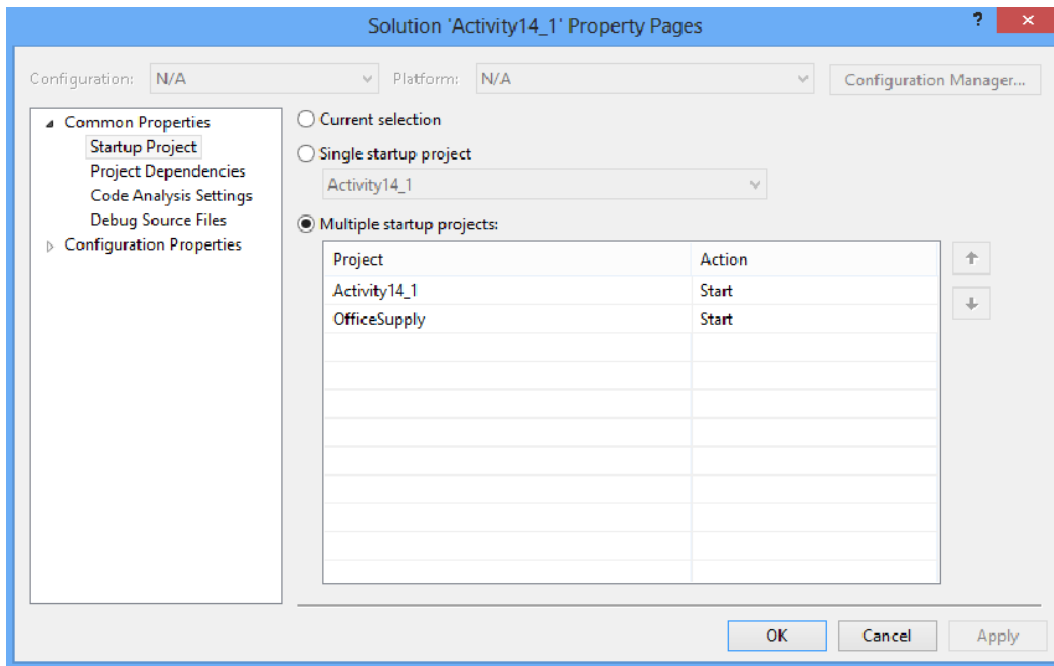 Solution 'Activity14_1' Property Pages
?
Configuration: N/A Platform: N/A Configuration Manager...
Common Properties
Startup Project
Project Dependencies
Code Analysis Settings
Debug Source Files
Configuration Properties
Current selection
Single startup project
Activity14_1
Multiple startup projects:
Project Action
Activity14_1 Start
OfficeSupply Start
OK Cancel Apply